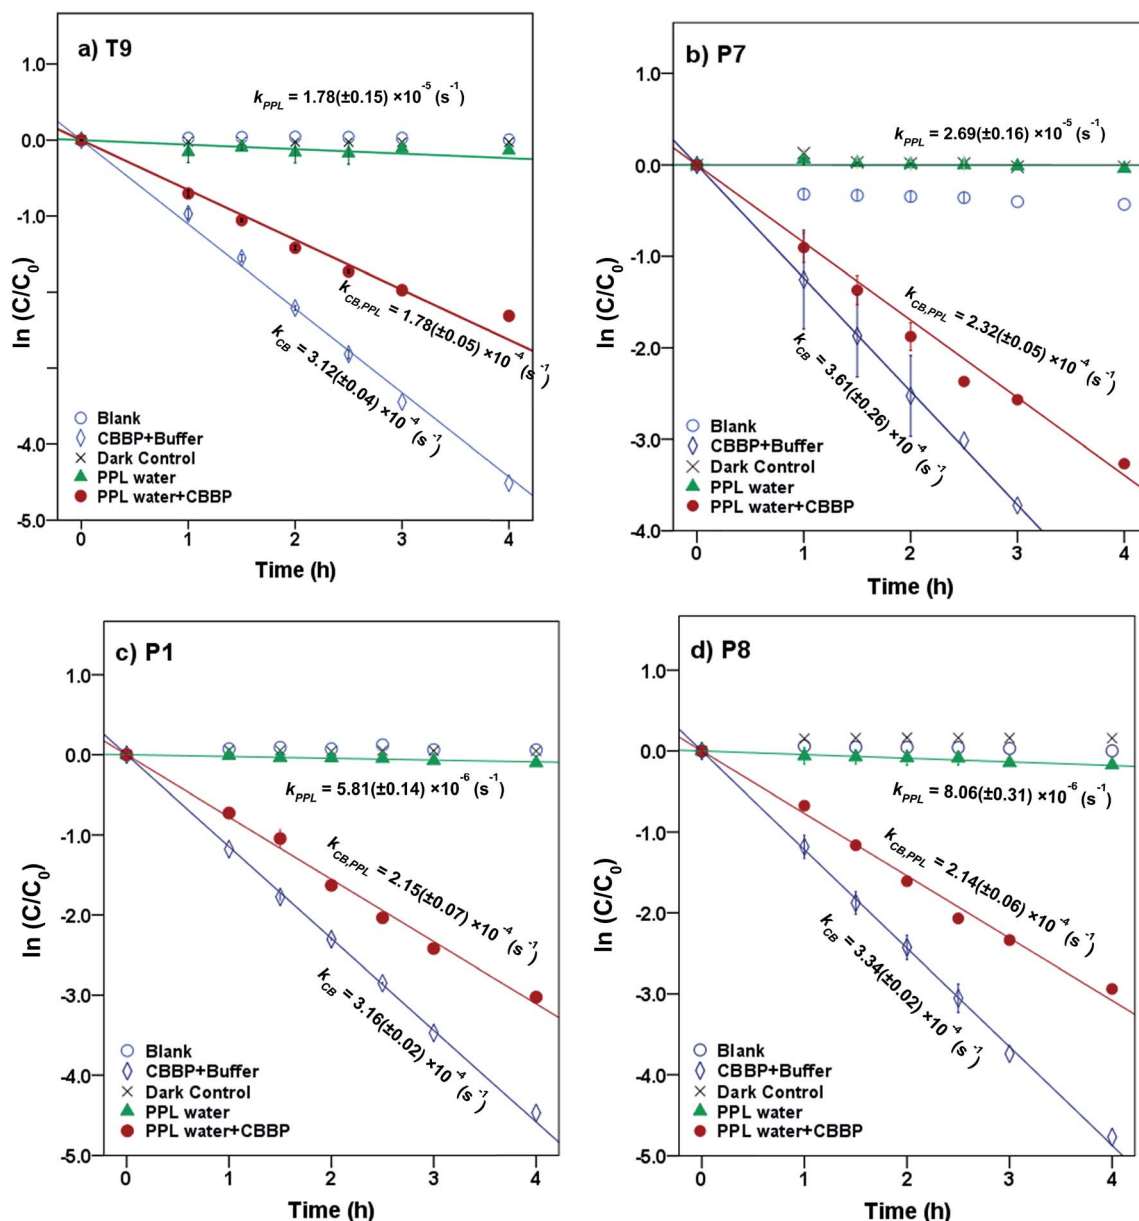 a) T9
k_PPL = 1.78(±0.15) ×10^-5 (s^-1)
k_CB,PPL = 1.78(±0.05) ×10^-4 (s^-1)
k_CB = 3.12(±0.04) ×10^-4 (s^-1)
1.0
0.0
-1.0
-4.0
-5.0
ln (C/C₀)
Blank
CBBP+Buffer
Dark Control
PPL water
PPL water+CBBP
0 1 2 3 4
Time (h)
b) P7
k_PPL = 2.69(±0.16) ×10^-5 (s^-1)
k_CB,PPL = 2.32(±0.05) ×10^-4 (s^-1)
k_CB = 3.61(±0.26) ×10^-4 (s^-1)
1.0
0.0
-1.0
-2.0
-3.0
-4.0
ln (C/C₀)
Blank
CBBP+Buffer
Dark Control
PPL water
PPL water+CBBP
0 1 2 3 4
Time (h)
c) P1
k_PPL = 5.81(±0.14) ×10^-6 (s^-1)
k_CB,PPL = 2.15(±0.07) ×10^-4 (s^-1)
k_CB = 3.16(±0.02) ×10^-4 (s^-1)
1.0
0.0
-1.0
-2.0
-3.0
-4.0
-5.0
ln (C/C₀)
Blank
CBBP+Buffer
Dark Control
PPL water
PPL water+CBBP
0 1 2 3 4
Time (h)
d) P8
k_PPL = 8.06(±0.31) ×10^-6 (s^-1)
k_CB,PPL = 2.14(±0.06) ×10^-4 (s^-1)
k_CB = 3.34(±0.02) ×10^-4 (s^-1)
1.0
0.0
-1.0
-2.0
-3.0
-4.0
-5.0
ln (C/C₀)
Blank
CBBP+Buffer
Dark Control
PPL water
PPL water+CBBP
0 1 2 3 4
Time (h)